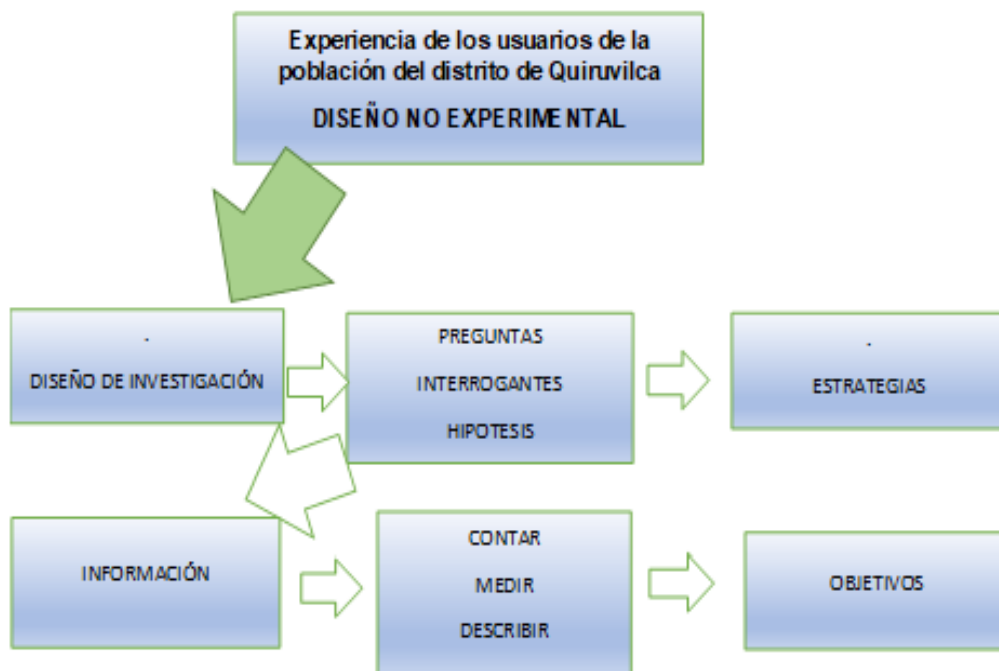 Experiencia de los usuarios de la
población del distrito de Quiruvilca
DISEÑO NO EXPERIMENTAL
.
DISEÑO DE INVESTIGACIÓN
PREGUNTAS
INTERROGANTES
HIPOTESIS
.
ESTRATEGIAS
INFORMACIÓN
CONTAR
MEDIR
DESCRIBIR
OBJETIVOS